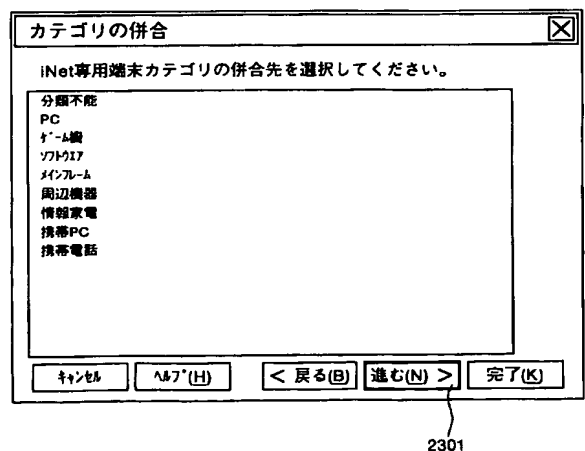 カテゴリの併合
iNet専用端末カテゴリの併合先を選択してください。
分類不能
PC
ｹﾞｰﾑ機
ｿﾌﾄｳｴｱ
ﾒｲﾝﾌﾚｰﾑ
周辺機器
情報家電
携帯PC
携帯電話
ｷｬﾝｾﾙ ﾍﾙﾌﾟ(H) < 戻る(B) 進む(N) > 完了(K)
2301